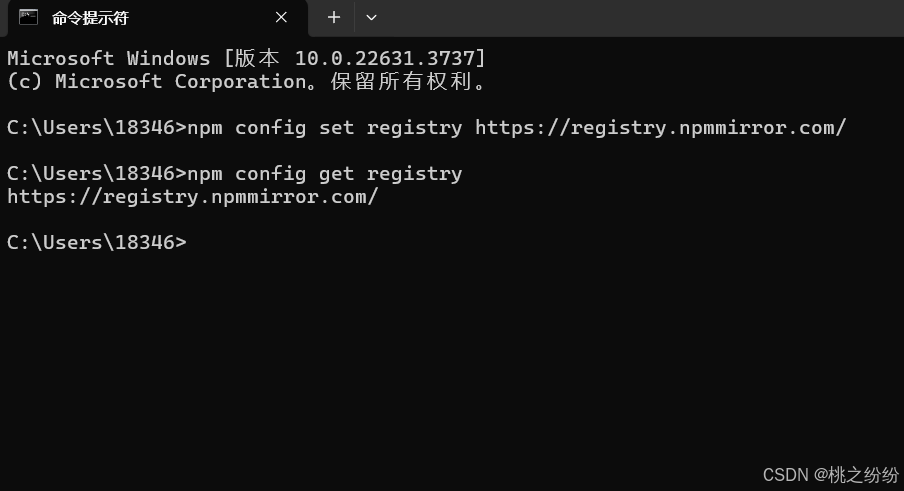 命令提示符
Microsoft Windows [版本 10.0.22631.3737]
(c) Microsoft Corporation。保留所有权利。
C:\Users\18346>npm config set registry https://registry.npmmirror.com/
C:\Users\18346>npm config get registry
https://registry.npmmirror.com/
C:\Users\18346>
CSDN @桃之纷纷